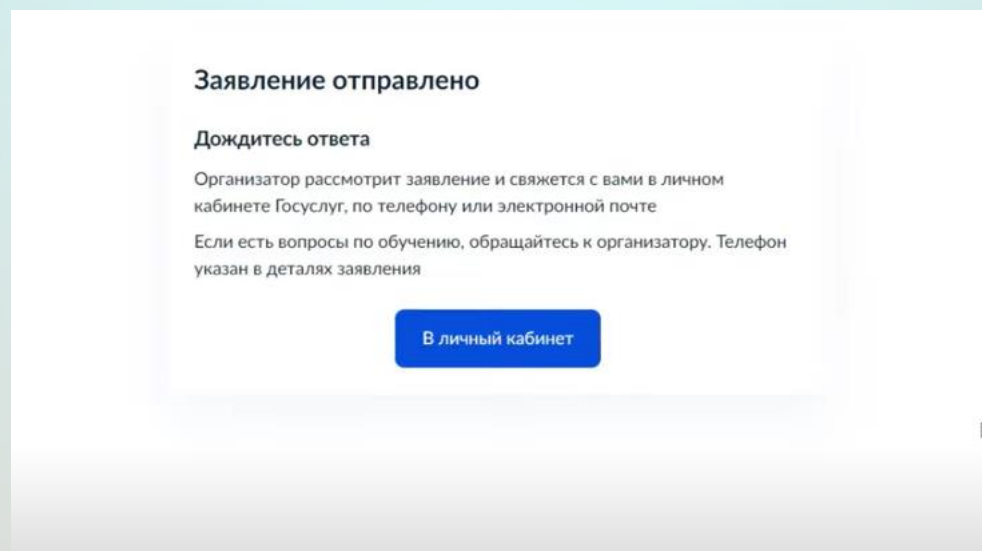 Заявление отправлено
Дождитесь ответа
Организатор рассмотрит заявление и свяжется с вами в личном
кабинете Госуслуг, по телефону или электронной почте
Если есть вопросы по обучению, обращайтесь к организатору. Телефон
указан в деталях заявления
В личный кабинет